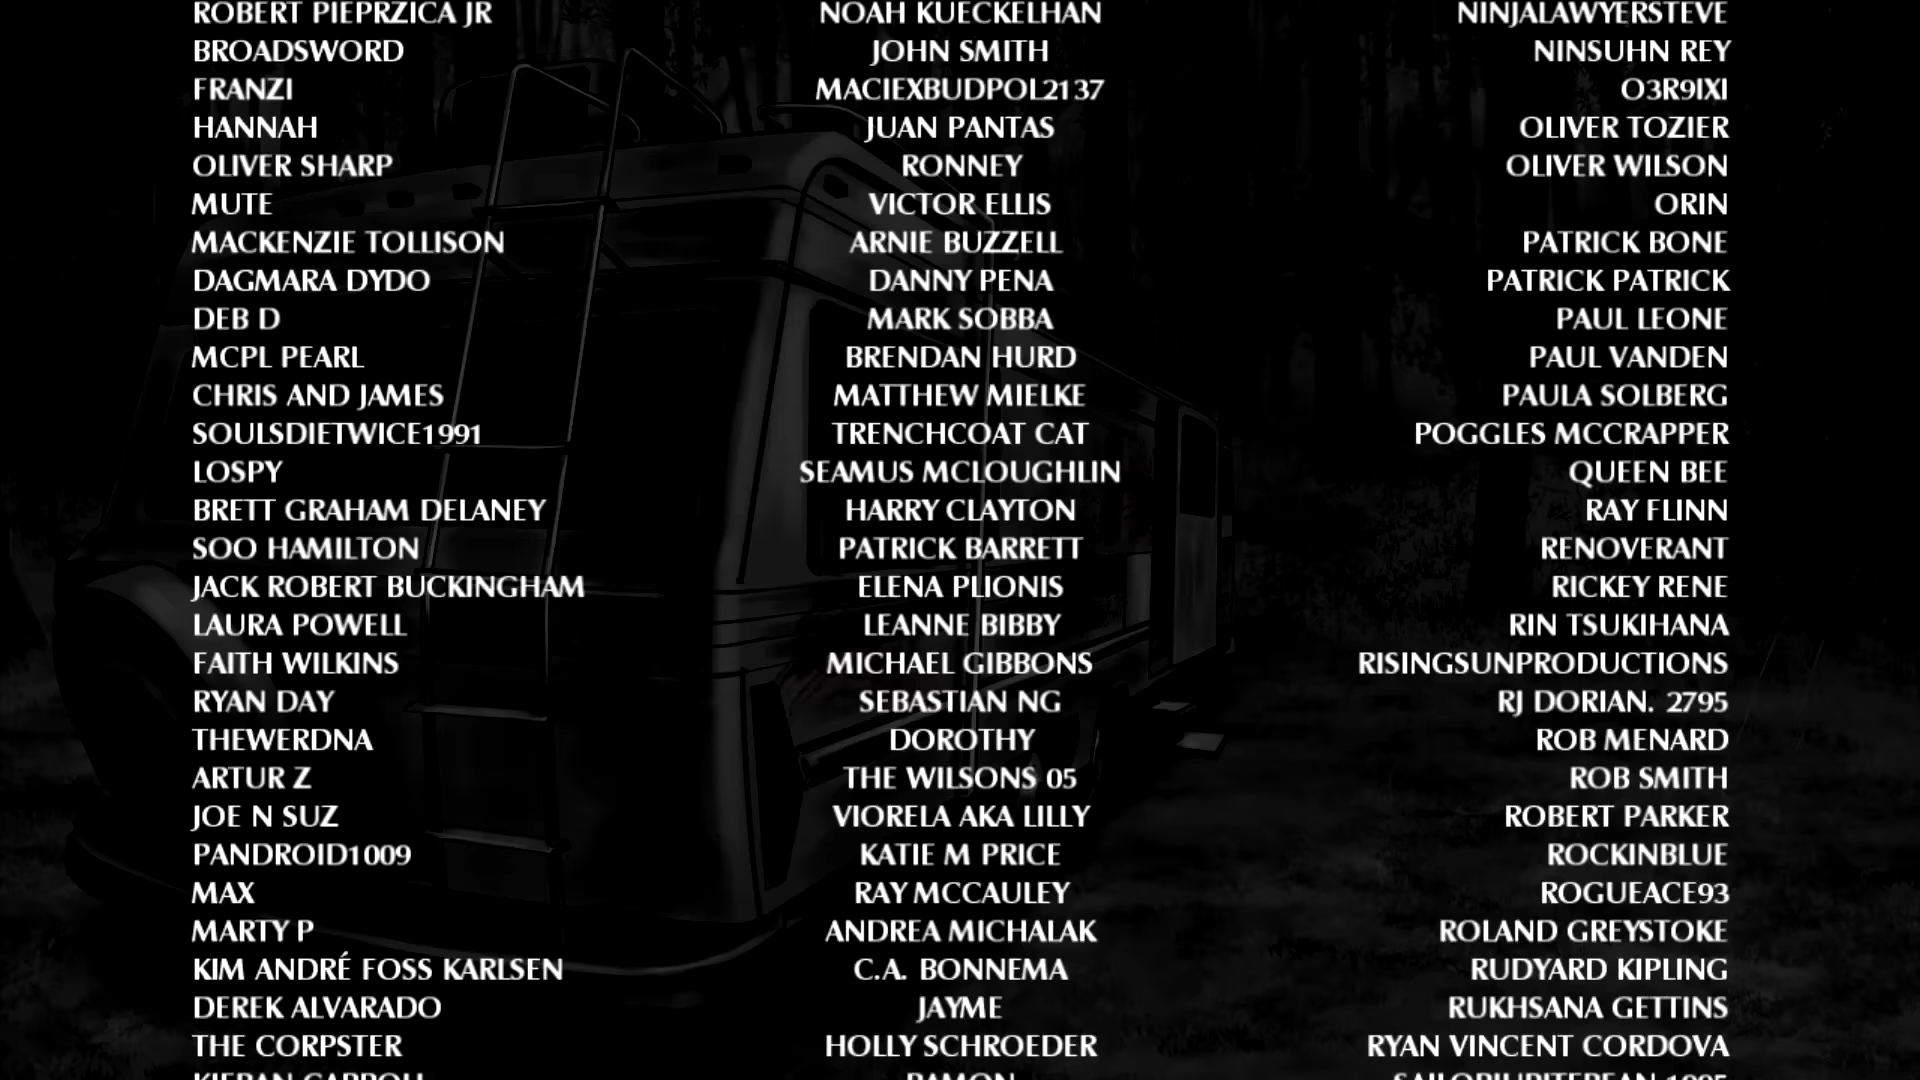 ROBERT PIEPRZICA JR
BROADSWORD
FRANZI
HANNAH
OLIVER SHARP
MUTE
MACKENZIE TOLLISON
DAGMARA DYDO
DEB D
MCPL PEARL
CHRIS AND JAMES
SOULSDIETWICE1991
LOSPY
BRETT GRAHAM DELANEY
SOO HAMILTON
JACK ROBERT BUCKINGHAM
LAURA POWELL
FAITH WILKINS
RYAN DAY
THEWERDNA
ARTUR Z
JOE N SUZ
PANDROID1009
MAX
MARTY P
KIM ANDRÉ FOSS KARLSEN
DEREK ALVARADO
THE CORPSTER
NOAH KUECKELHAN
JOHN SMITH
MACIEXBUDPOL2137
JUAN PANTAS
RONNEY
VICTOR ELLIS
ARNIE BUZZELL
DANNY PENA
MARK SOBBA
BRENDAN HURD
MATTHEW MIELKE
TRENCHCOAT CAT
SEAMUS MCLOUGHLIN
HARRY CLAYTON
PATRICK BARRETT
ELENA PLIONIS
LEANNE BIBBY
MICHAEL GIBBONS
SEBASTIAN NG
DOROTHY
THE WILSONS 05
VIORELA AKA LILLY
KATIE M PRICE
RAY MCCAULEY
ANDREA MICHALAK
C.A. BONNEMA
JAYME
HOLLY SCHROEDER
RAMON
NINJALAWYERSTEVE
NINSUHN REY
O3R9IXI
OLIVER TOZIER
OLIVER WILSON
ORIN
PATRICK BONE
PATRICK PATRICK
PAUL LEONE
PAUL VANDEN
PAULA SOLBERG
POGGLES MCCRAPPER
QUEEN BEE
RAY FLINN
RENOVERANT
RICKEY RENE
RIN TSUKIHANA
RISINGSUNPRODUCTIONS
RJ DORIAN. 2795
ROB MENARD
ROB SMITH
ROBERT PARKER
ROCKINBLUE
ROGUEACE93
ROLAND GREYSTOKE
RUDYARD KIPLING
RUKHSANA GETTINS
RYAN VINCENT CORDOVA